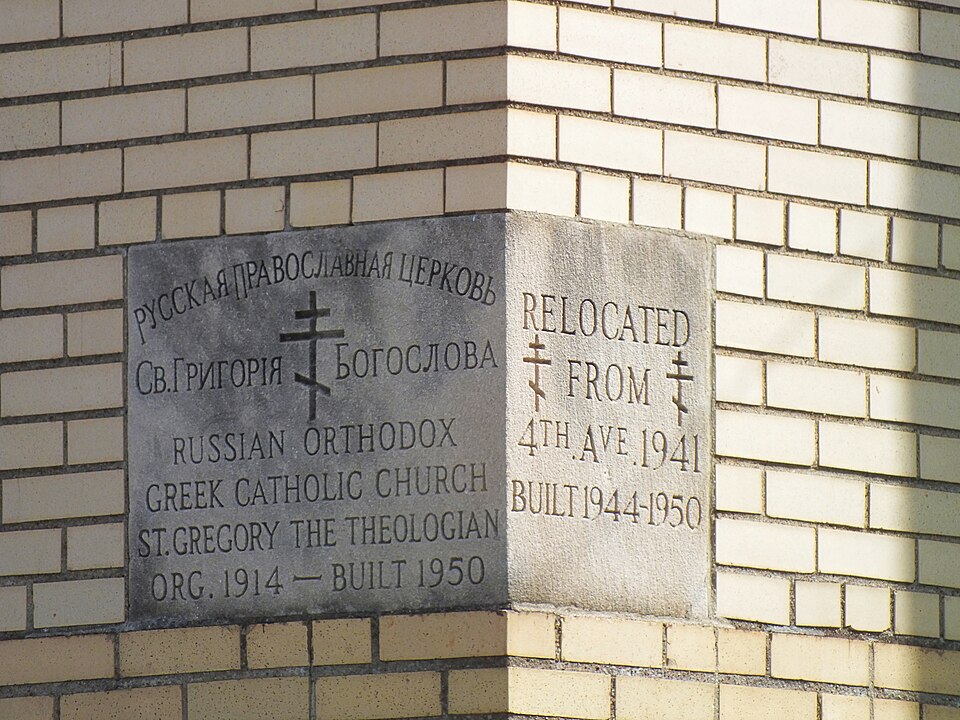 РУССКАЯ ПРАВОСЛАВНАЯ ЦЕРКОВЬ
Св. ГРИГОРІЯ БОГОСЛОВА
RUSSIAN ORTHODOX
GREEK CATHOLIC CHURCH
ST. GREGORY THE THEOLOGIAN
ORG. 1914 — BUILT 1950
RELOCATED
FROM
4TH. AVE. 1941
BUILT 1944-1950